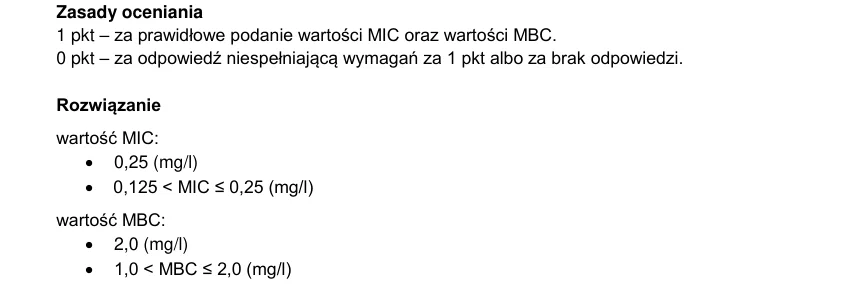 Zasady oceniania
1 pkt – za prawidłowe podanie wartości MIC oraz wartości MBC.
0 pkt – za odpowiedź niespełniającą wymagań za 1 pkt albo za brak odpowiedzi.
Rozwiązanie
wartość MIC:
• 0,25 (mg/l)
• 0,125 < MIC ≤ 0,25 (mg/l)
wartość MBC:
• 2,0 (mg/l)
• 1,0 < MBC ≤ 2,0 (mg/l)